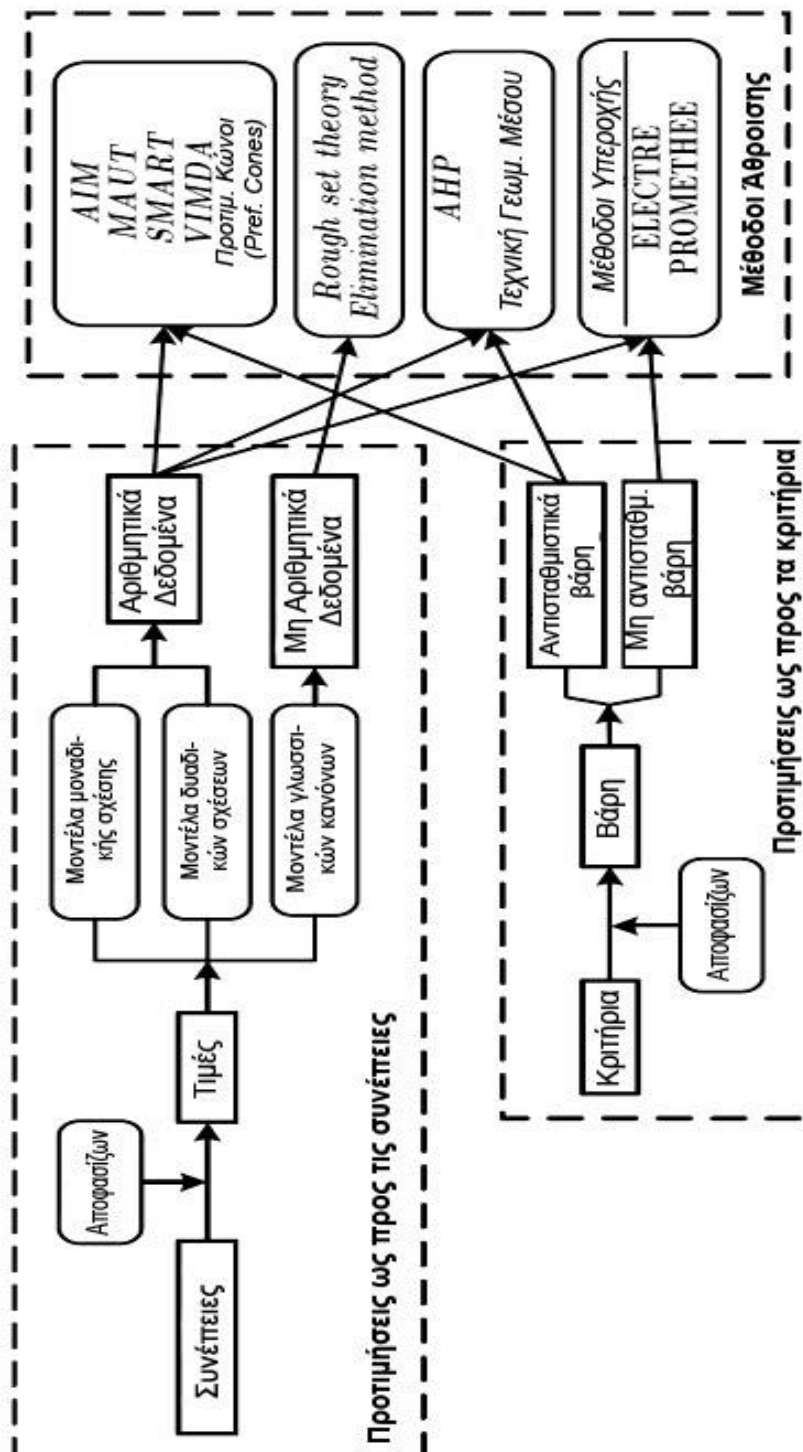 Συνέπειες
Αποφασίζων
Τιμές
Μοντέλα μοναδι-
κής σχέσης
Μοντέλα δυαδι-
κών σχέσεων
Μοντέλα γλωσσι-
κών κανόνων
Αριθμητικά
Δεδομένα
Μη Αριθμητικά
Δεδομένα
Προτιμήσεις ως προς τις συνέπειες
Κριτήρια
Αποφασίζων
Βάρη
Αντισταθμιστικά
βάρη
Μη αντισταθμ.
βάρη
Προτιμήσεις ως προς τα κριτήρια
AIM
MAUT
SMART
VIMDA
Προτιμ. Κώνοι
(Pref. Cones)
Rough set theory
Elimination method
AHP
Τεχνική Γεωμ. Μέσου
Μέθοδοι Υπεροχής
ELECTRE
PROMETHEE
Μέθοδοι Άθροισης